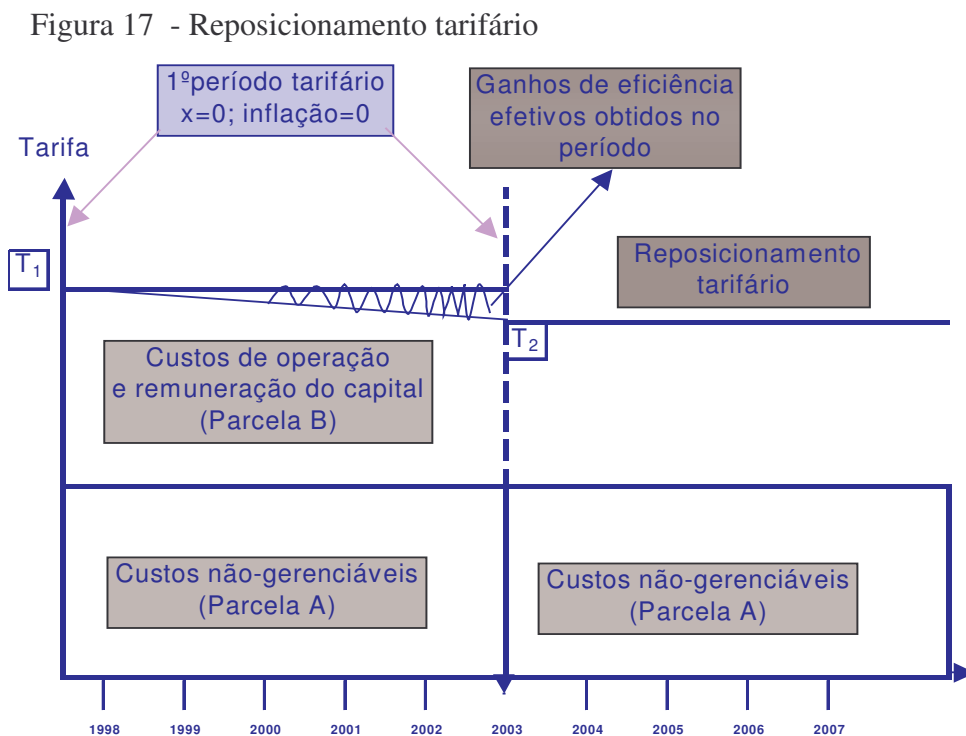 Figura 17 - Reposicionamento tarifário
1ºperíodo tarifário
x=0; inflação=0
Ganhos de eficiência
efetivos obtidos no
período
Tarifa
T1
Reposicionamento
tarifário
T2
Custos de operação
e remuneração do capital
(Parcela B)
Custos não-gerenciáveis
(Parcela A)
Custos não-gerenciáveis
(Parcela A)
1998 1999 2000 2001 2002 2003 2004 2005 2006 2007